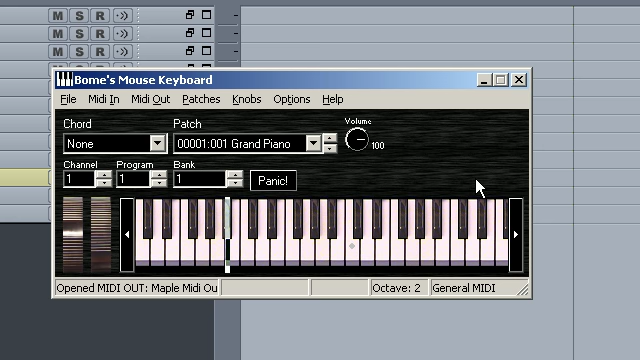 M S R
M S R
M S R
Bome's Mouse Keyboard
File Midi In Midi Out Patches Knobs Options Help
Chord Patch Volume
None 00001:001 Grand Piano 100
Channel Program Bank
1 1 1 Panic!
Opened MIDI OUT: Maple Midi Ou Octave: 2 General MIDI